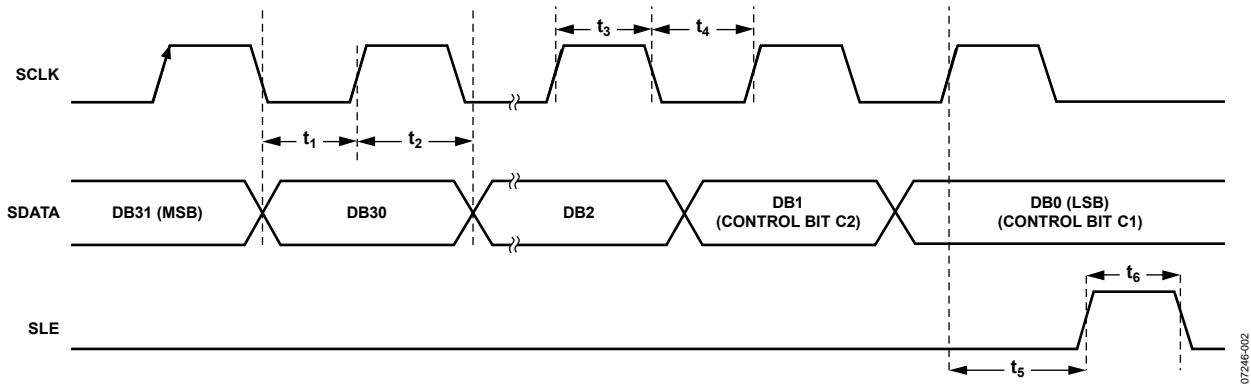 t₃
t₄
SCLK
t₁
t₂
SDATA
DB31 (MSB)
DB30
DB2
DB1
(CONTROL BIT C2)
DB0 (LSB)
(CONTROL BIT C1)
t₆
SLE
t₅
07246-002